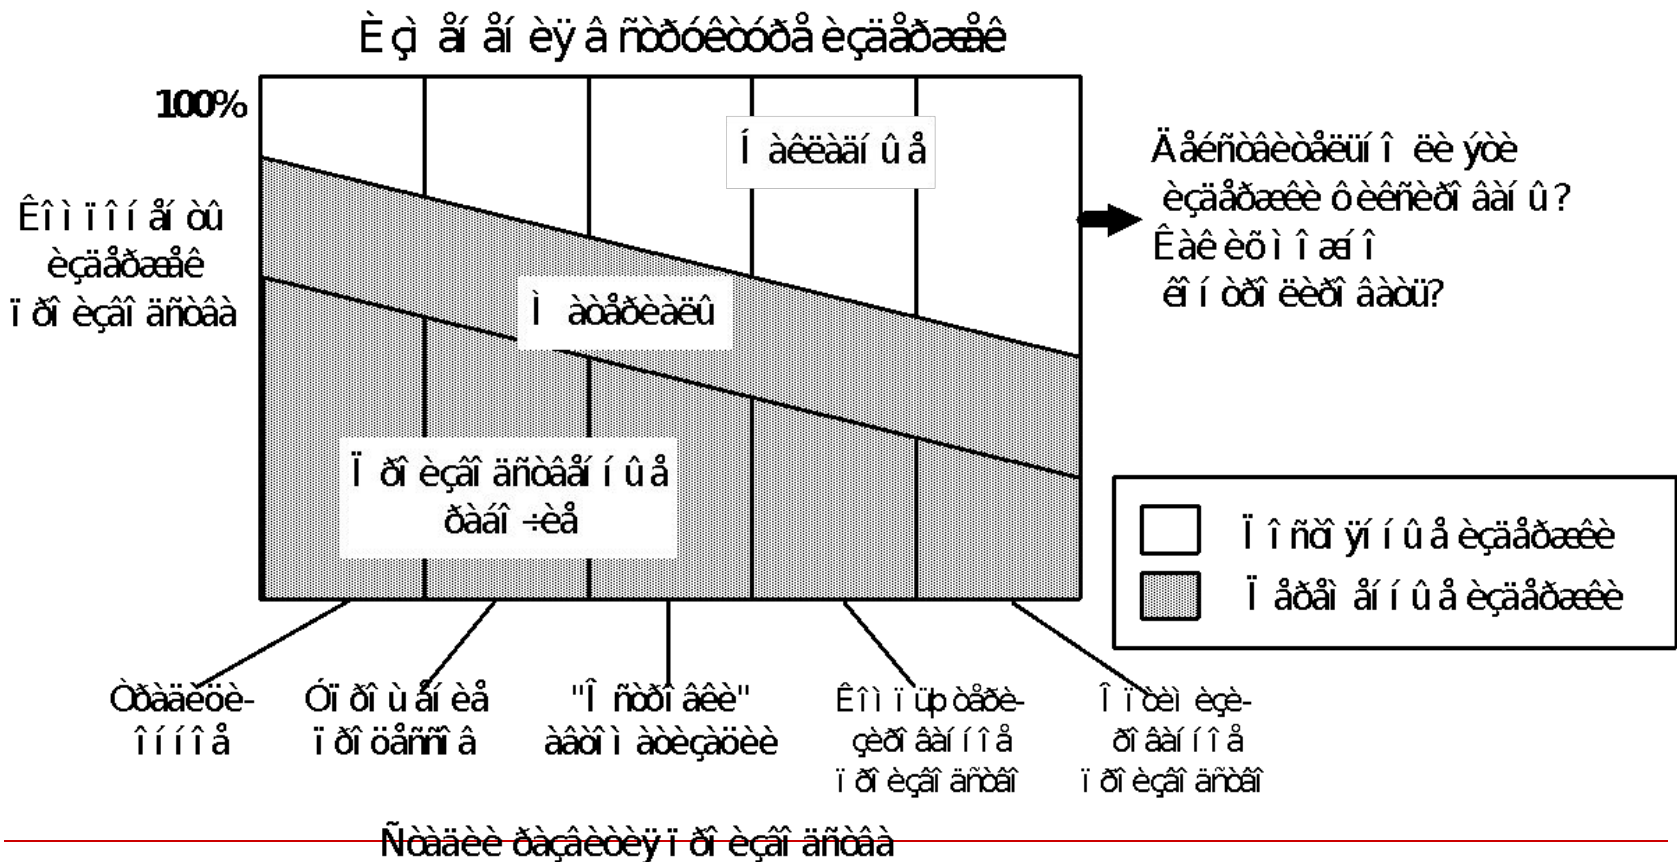 Èçìåíåíèÿ â ñòðóêòóðå èçäåðæåê
100%
Íàêëàäíûå
Äåéñòâèòåëüíî ëè ýòè
èçäåðæêè ôèêñèðîâàíû?
Êàê èõ ìîæíî
êîíòðîëèðîâàòü?
Êîìïîíåíòû
èçäåðæåê
ïðîèçâîäñòâà
Ìàòåðèàëû
Ïðîèçâîäñòâåííûå
ðàáî÷èå
Ïîñòîÿííûå èçäåðæêè
Ïåðåìåííûå èçäåðæêè
Òðàäèöè-
îííîå
Óïðîùåíèå
ïðîöåññîâ
"Îñòðîâêè"
àâòîìàòèçàöèè
Êîìïüþòåðè-
çèðîâàííîå
ïðîèçâîäñòâî
Îïòèìèçè-
ðîâàííîå
ïðîèçâîäñòâî
Ñòàäèè ðàçâèòèÿ ïðîèçâîäñòâà